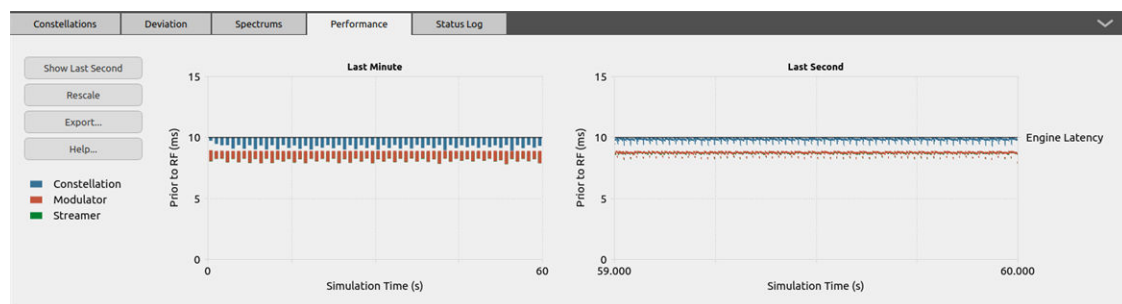 Constellations
Deviation
Spectrums
Performance
Status Log
Show Last Second
Rescale
Export...
Help...
Constellation
Modulator
Streamer
Last Minute
Prior to RF (ms)
15
10
5
0
0
60
Simulation Time (s)
Last Second
Prior to RF (ms)
15
10
5
0
59.000
60.000
Simulation Time (s)
Engine Latency